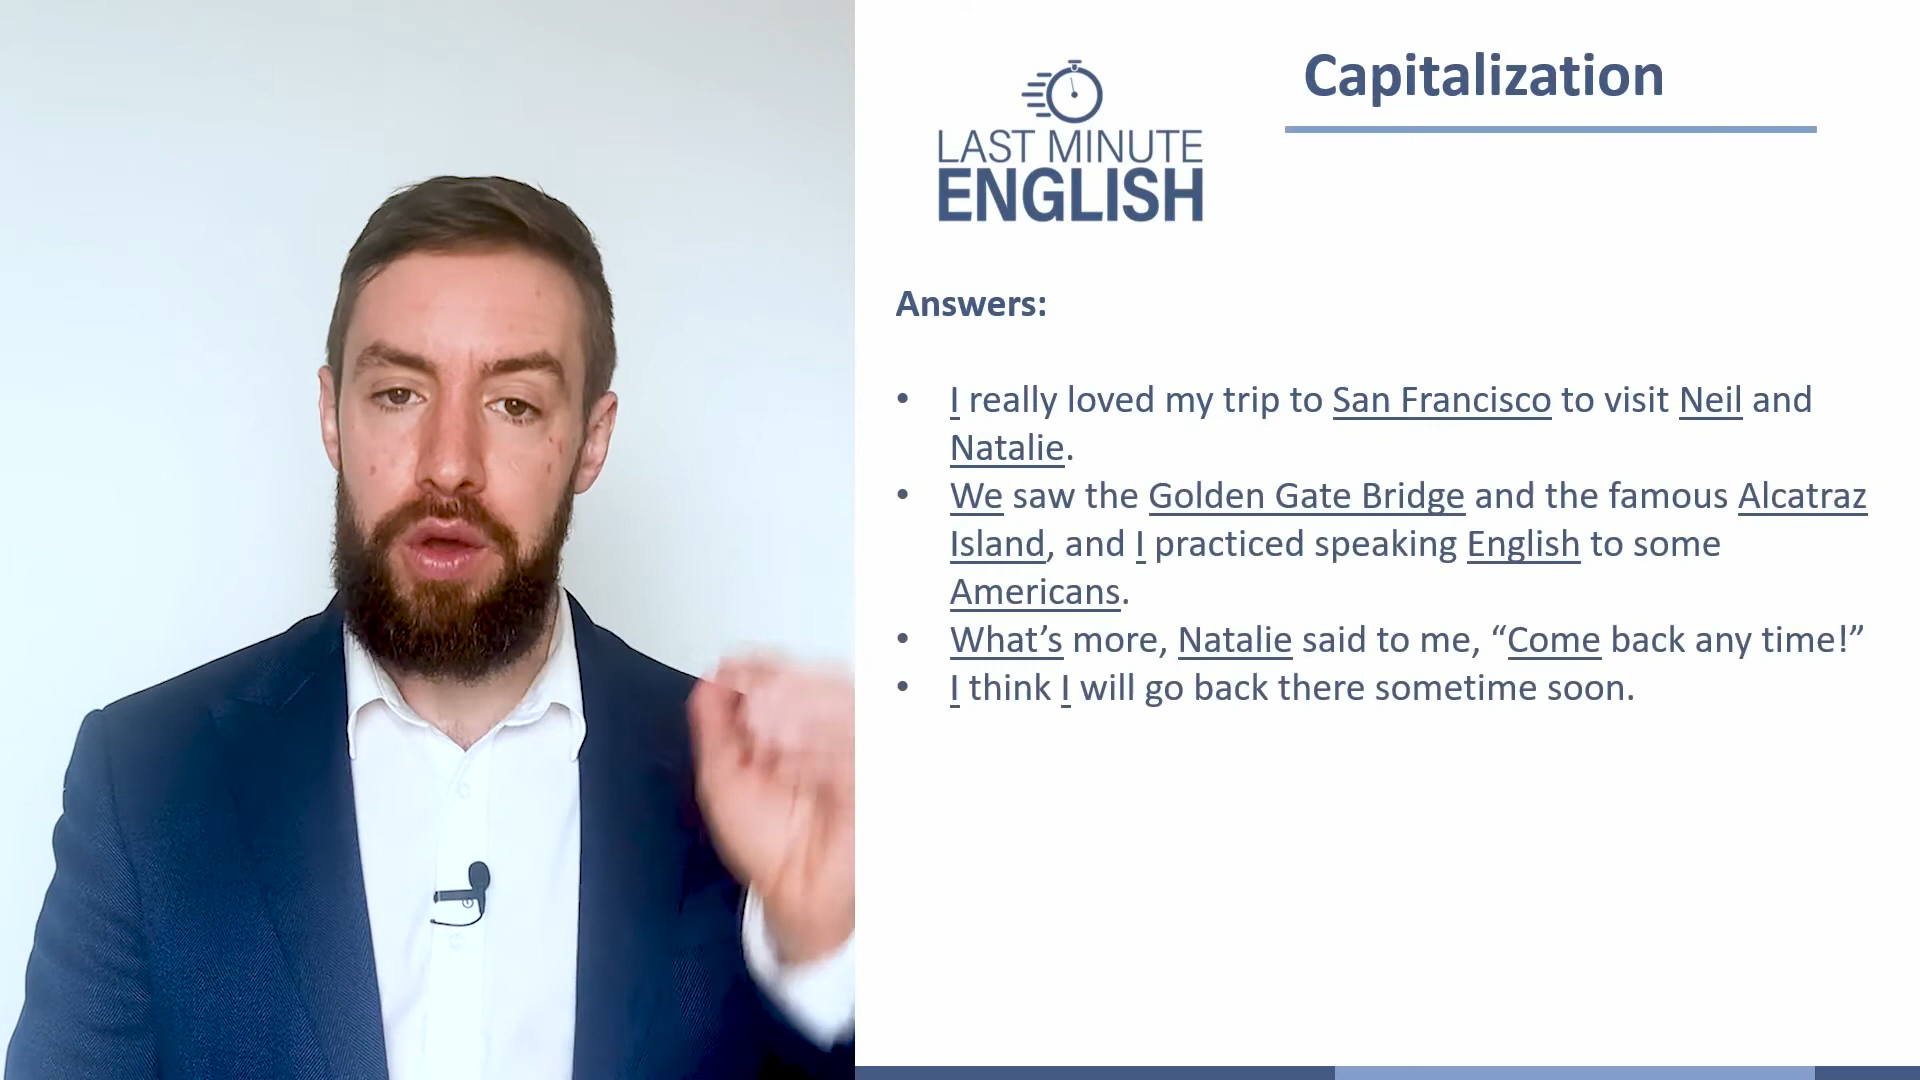 LAST MINUTE
ENGLISH
Capitalization
Answers:
• I really loved my trip to San Francisco to visit Neil and
Natalie.
• We saw the Golden Gate Bridge and the famous Alcatraz
Island, and I practiced speaking English to some
Americans.
• What’s more, Natalie said to me, “Come back any time!”
• I think I will go back there sometime soon.